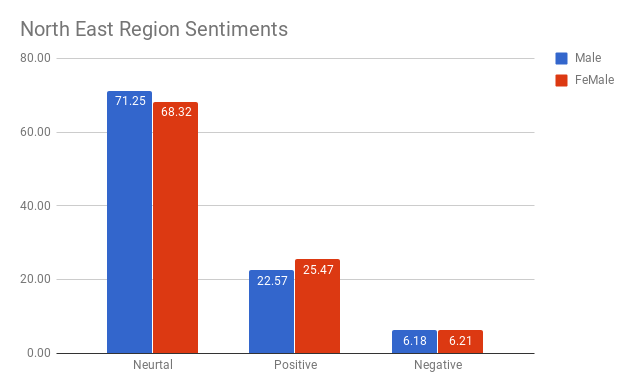 North East Region Sentiments
80.00
60.00
40.00
20.00
0.00
71.25
68.32
22.57
25.47
6.18
6.21
Neurtal
Positive
Negative
Male
FeMale